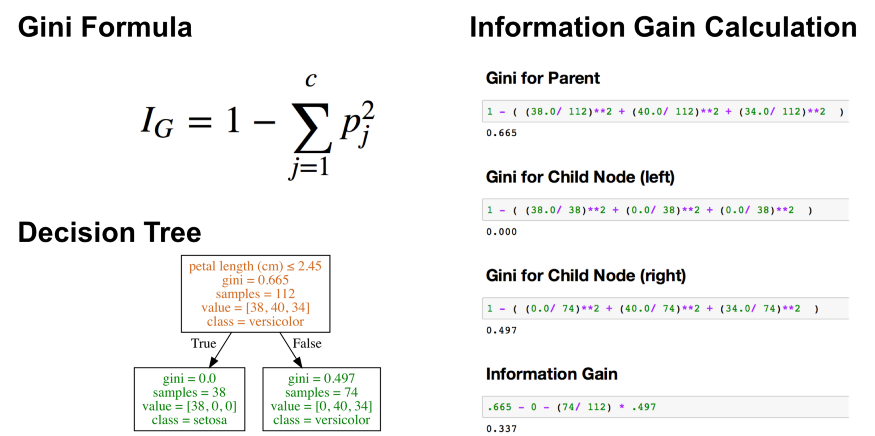 Gini Formula
I_G = 1 − ∑_{j=1}^{c} p_j^2
Decision Tree
petal length (cm) ≤ 2.45
gini = 0.665
samples = 112
value = [38, 40, 34]
class = versicolor
True
False
gini = 0.0
samples = 38
value = [38, 0, 0]
class = setosa
gini = 0.497
samples = 74
value = [0, 40, 34]
class = versicolor
Information Gain Calculation
Gini for Parent
1 - ( (38.0/ 112)**2 + (40.0/ 112)**2 + (34.0/ 112)**2  )
0.665
Gini for Child Node (left)
1 - ( (38.0/ 38)**2 + (0.0/ 38)**2 + (0.0/ 38)**2  )
0.000
Gini for Child Node (right)
1 - ( (0.0/ 74)**2 + (40.0/ 74)**2 + (34.0/ 74)**2  )
0.497
Information Gain
.665 - 0 - (74/ 112) * .497
0.337